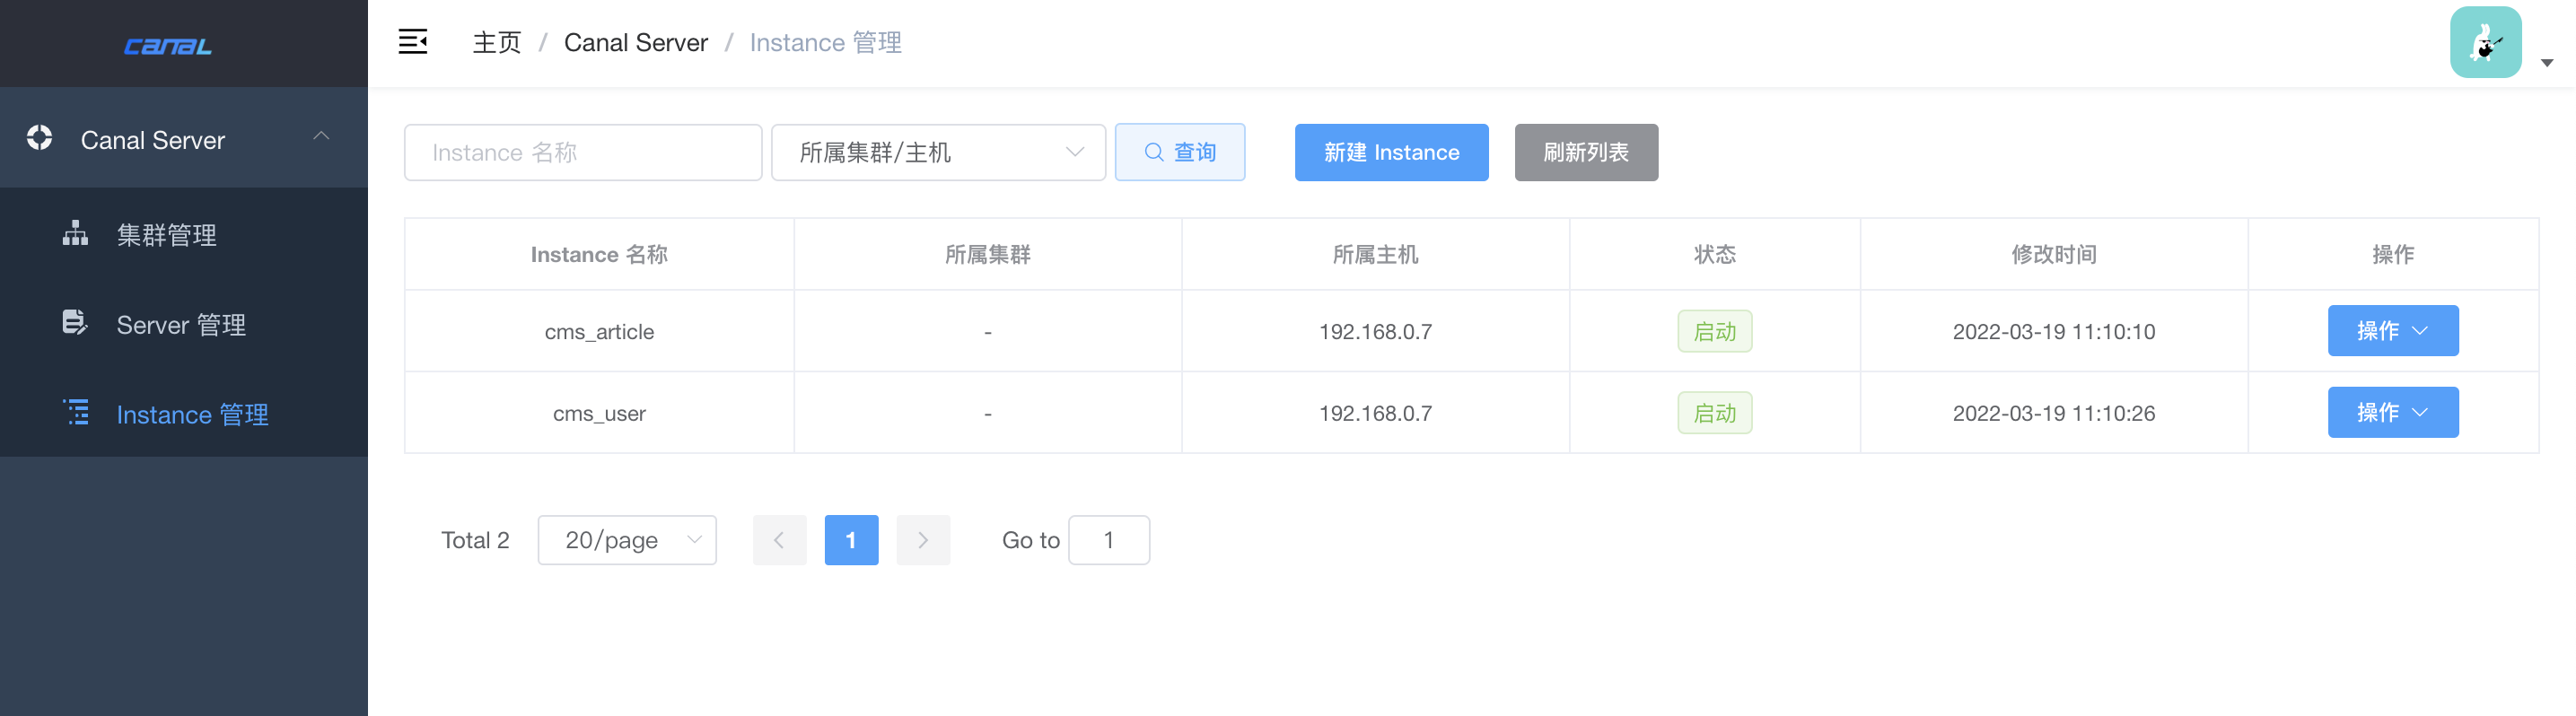 CANAL
主页 / Canal Server / Instance 管理
Canal Server
集群管理
Server 管理
Instance 管理
Instance 名称 所属集群/主机 查询 新建 Instance 刷新列表
Instance 名称 所属集群 所属主机 状态 修改时间 操作
cms_article - 192.168.0.7 启动 2022-03-19 11:10:10 操作
cms_user - 192.168.0.7 启动 2022-03-19 11:10:26 操作
Total 2 20/page 1 Go to 1